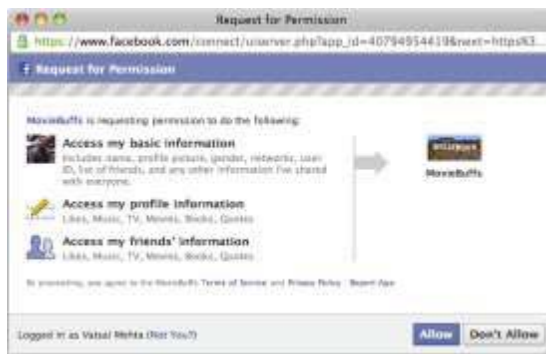 Request for Permission
https://www.facebook.com/connect/uiserver.php?app_id=40794954419&next=https%3...
f Request for Permission
MovieBuffs is requesting permission to do the following:
Access my basic information
Includes name, profile picture, gender, networks, user
ID, list of friends, and any other information I've shared
with everyone.
Access my profile information
Likes, Music, TV, Movies, Books, Quotes
Access my friends' information
Likes, Music, TV, Movies, Books, Quotes
MovieBuffs
By proceeding, you agree to the MovieBuffs Terms of Service and Privacy Policy · Report App
Logged in as Vatsal Mehta (Not You?)
Allow
Don't Allow